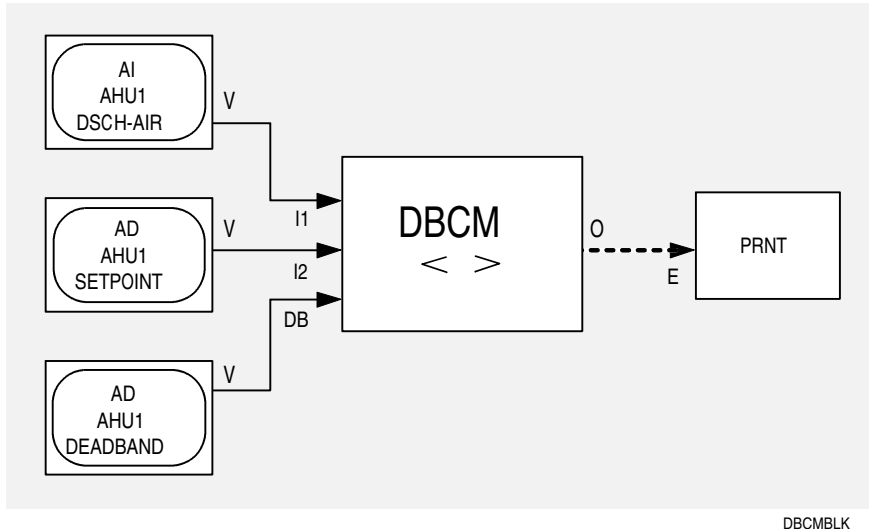 AI
AHU1
DSCH-AIR
V
I1
AD
AHU1
SETPOINT
V
I2
AD
AHU1
DEADBAND
V
DB
DBCM
< >
O
E
PRNT
DBCMBLK